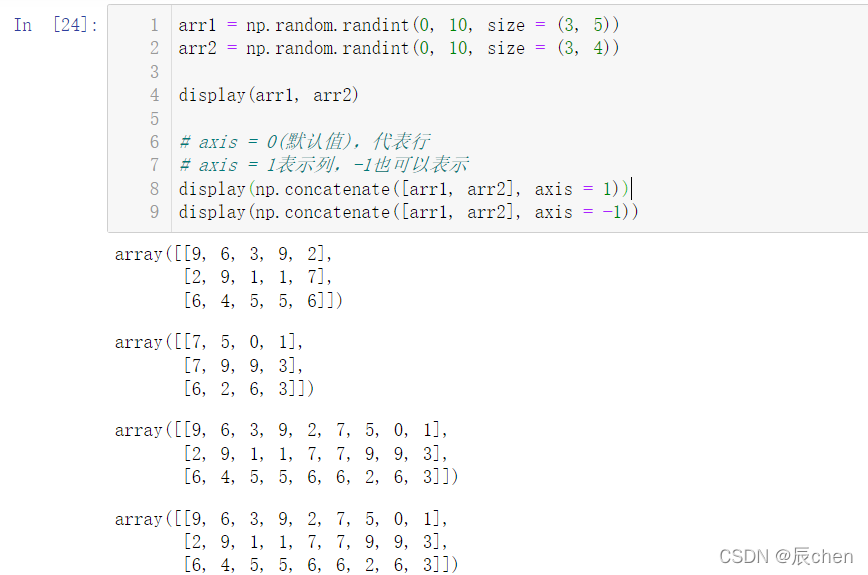 In [24]:
1 arr1 = np.random.randint(0, 10, size = (3, 5))
2 arr2 = np.random.randint(0, 10, size = (3, 4))
3
4 display(arr1, arr2)
5
6 # axis = 0(默认值), 代表行
7 # axis = 1表示列, -1也可以表示
8 display(np.concatenate([arr1, arr2], axis = 1))
9 display(np.concatenate([arr1, arr2], axis = -1))
array([[9, 6, 3, 9, 2],
[2, 9, 1, 1, 7],
[6, 4, 5, 5, 6]])
array([[7, 5, 0, 1],
[7, 9, 9, 3],
[6, 2, 6, 3]])
array([[9, 6, 3, 9, 2, 7, 5, 0, 1],
[2, 9, 1, 1, 7, 7, 9, 9, 3],
[6, 4, 5, 5, 6, 6, 2, 6, 3]])
array([[9, 6, 3, 9, 2, 7, 5, 0, 1],
[2, 9, 1, 1, 7, 7, 9, 9, 3],
[6, 4, 5, 5, 6, 6, 2, 6, 3]])
CSDN @辰chen